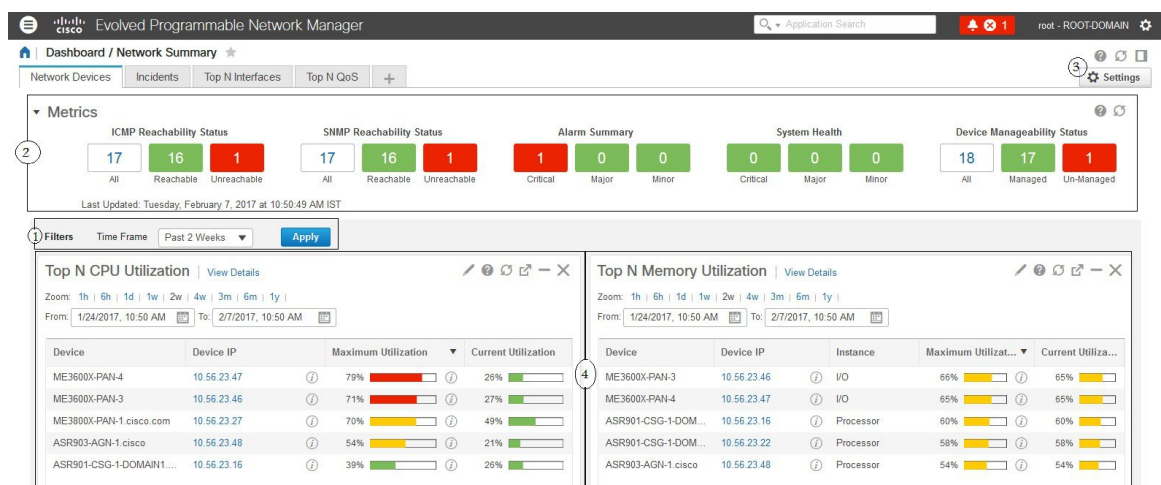 CISCO Evolved Programmable Network Manager Application Search 1 root - ROOT-DOMAIN
Dashboard / Network Summary
Network Devices Incidents Top N Interfaces Top N QoS +
3 Settings
Metrics
ICMP Reachability Status SNMP Reachability Status Alarm Summary System Health Device Manageability Status
2
17 16 1 17 16 1 1 0 0 0 0 0 18 17 1
All Reachable Unreachable All Reachable Unreachable Critical Major Minor Critical Major Minor All Managed Un-Managed
Last Updated: Tuesday, February 7, 2017 at 10:50:49 AM IST
1 Filters Time Frame Past 2 Weeks Apply
Top N CPU Utilization | View Details
Zoom: 1h | 6h | 1d | 1w | 2w | 4w | 3m | 6m | 1y |
From: 1/24/2017, 10:50 AM To: 2/7/2017, 10:50 AM
Device Device IP Maximum Utilization Current Utilization
ME3600X-PAN-4 10.56.23.47 79% 26%
ME3600X-PAN-3 10.56.23.46 71% 27%
ME3800X-PAN-1.cisco.com 10.56.23.27 70% 49%
ASR903-AGN-1.cisco 10.56.23.48 54% 21%
ASR901-CSG-1-DOMAIN1.... 10.56.23.16 39% 26%
4
Top N Memory Utilization | View Details
Zoom: 1h | 6h | 1d | 1w | 2w | 4w | 3m | 6m | 1y |
From: 1/24/2017, 10:50 AM To: 2/7/2017, 10:50 AM
Device Device IP Instance Maximum Utilizat... Current Utiliza...
ME3600X-PAN-3 10.56.23.46 I/O 66% 65%
ME3600X-PAN-4 10.56.23.47 I/O 65% 65%
ASR901-CSG-1-DOM... 10.56.23.16 Processor 60% 60%
ASR901-CSG-1-DOM... 10.56.23.22 Processor 58% 58%
ASR903-AGN-1.cisco 10.56.23.48 Processor 54% 54%